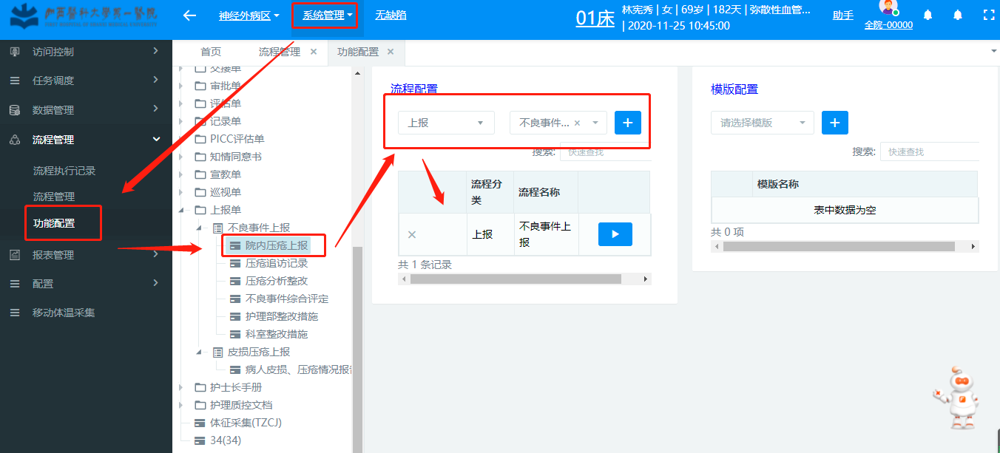 神经外病区
系统管理
无缺陷
01床
林宪秀 | 女 | 69岁 | 182天 | 弥散性血管...
| 2020-11-25 10:45:00
助手
全院-00000
访问控制
任务调度
数据管理
流程管理
流程执行记录
流程管理
功能配置
报表管理
配置
移动体温采集
首页
流程管理 ×
功能配置 ×
交接单
审批单
评估单
记录单
PICC评估单
知情同意书
宣教单
巡视单
上报单
不良事件上报
院内压疮上报
压疮追访记录
压疮分析整改
不良事件综合评定
护理部整改措施
科室整改措施
皮损压疮上报
病人皮损、压疮情况报告
护士长手册
护理质控文档
体征采集(TZCJ)
34(34)
流程配置
上报
不良事件... ×
+
搜索:
快速查找
流程分类
流程名称
×
上报
不良事件上报
共 1 条记录
模版配置
请选择模版
+
搜索:
快速查找
模版名称
表中数据为空
共 0 项